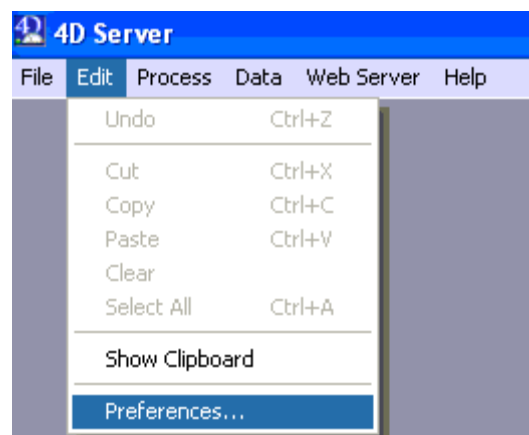 4D Server
File Edit Process Data Web Server Help
Undo Ctrl+Z
Cut Ctrl+X
Copy Ctrl+C
Paste Ctrl+V
Clear
Select All Ctrl+A
Show Clipboard
Preferences...